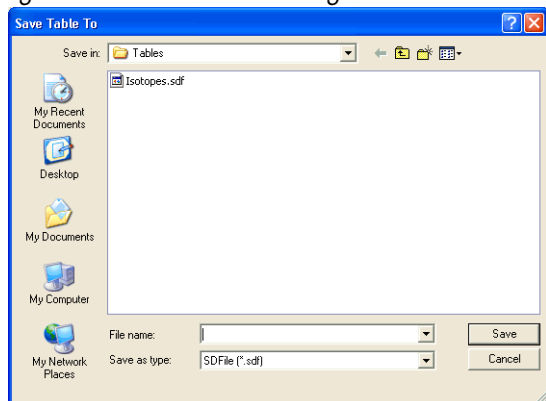 Save Table To
Save in:
Tables
Isotopes.sdf
My Recent
Documents
Desktop
My Documents
My Computer
My Network
Places
File name:
Save
Save as type:
SDFile (*.sdf)
Cancel